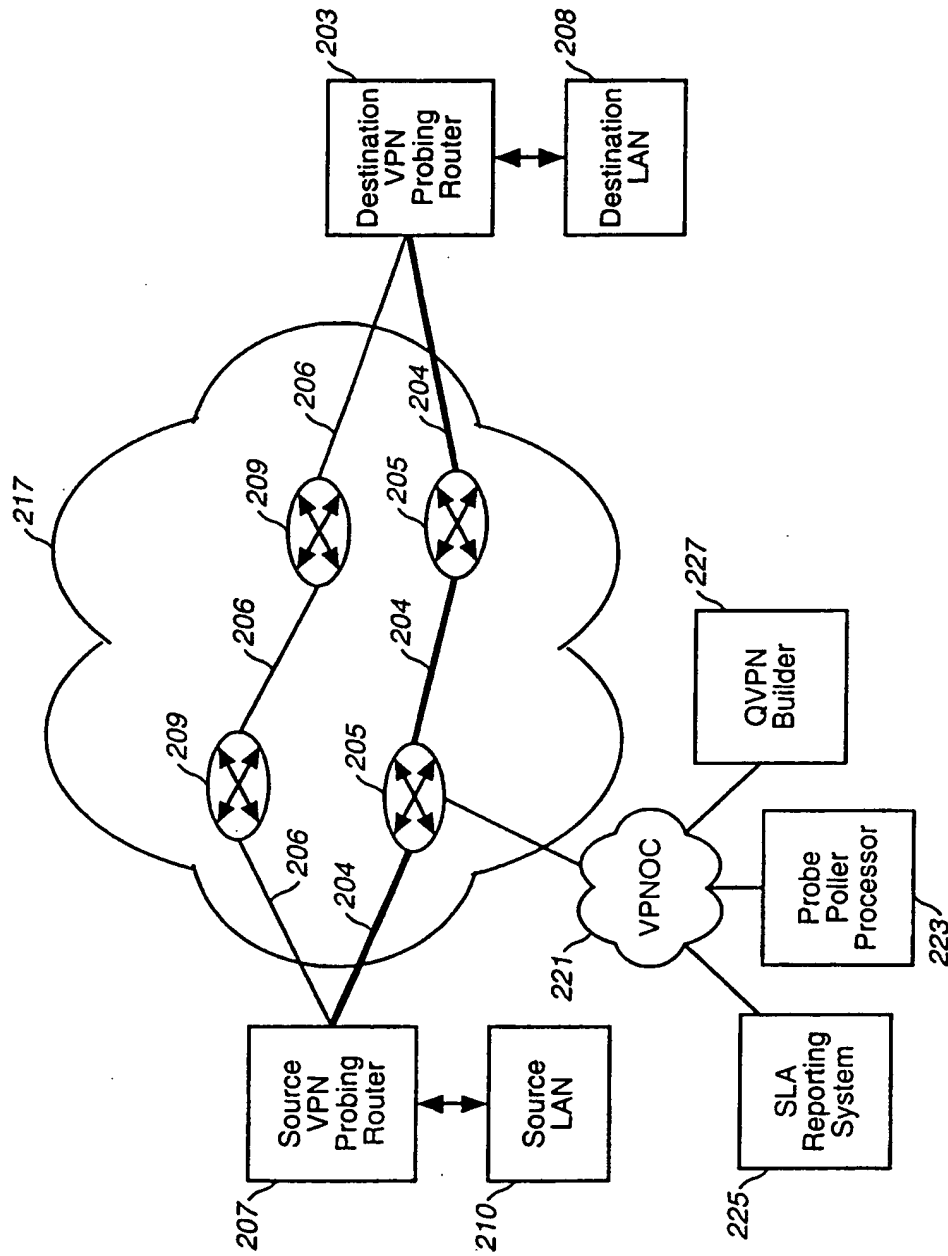 217
203
Destination
VPN
Probing
Router
208
Destination
LAN
206
209
206
209
206
204
205
204
205
204
207
Source
VPN
Probing
Router
210
Source
LAN
221
VPNOC
227
QVPN
Builder
Probe
Poller
Processor
223
SLA
Reporting
System
225